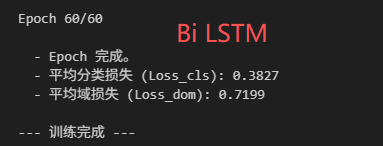 Epoch 60/60
Bi LSTM
- Epoch 完成。
- 平均分类损失 (Loss_cls): 0.3827
- 平均域损失 (Loss_dom): 0.7199
--- 训练完成 ---